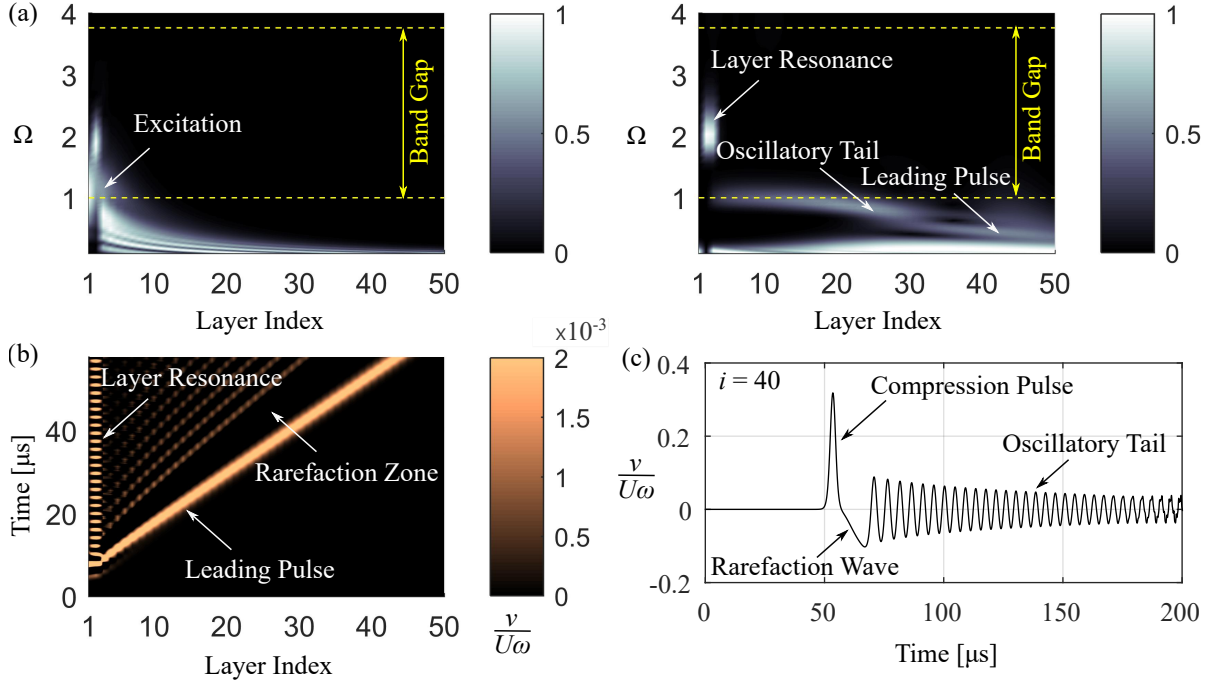 (a)
4
3
Ω
2
1
Excitation
Band Gap
1
0.5
0
1 10 20 30 40 50
Layer Index
4
3
Ω
2
1
Layer Resonance
Oscillatory Tail
Leading Pulse
Band Gap
1
0.5
0
1 10 20 30 40 50
Layer Index
(b)
Time [μs]
40
20
0
Layer Resonance
Rarefaction Zone
Leading Pulse
1 10 20 30 40 50
Layer Index
x10-3
2
1.5
1
0.5
0
v
Uω
(c)
0.4
0.2
0
-0.2
v
Uω
i = 40
Compression Pulse
Oscillatory Tail
Rarefaction Wave
0 50 100 150 200
Time [μs]